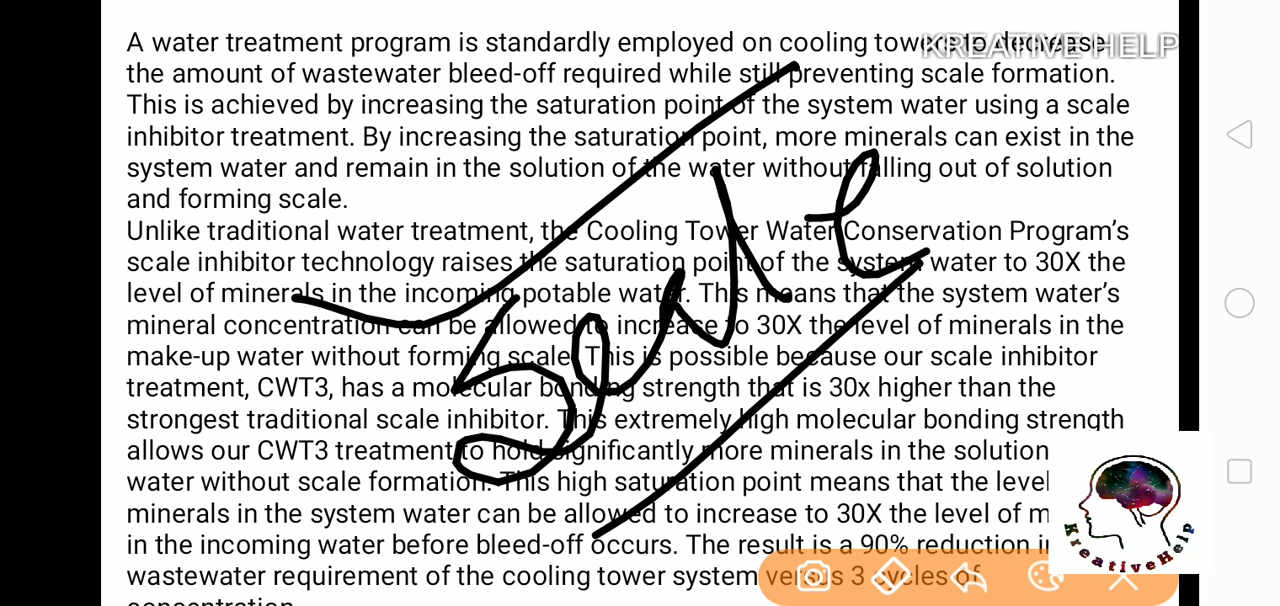 A water treatment program is standardly employed on cooling towers to decrease
KREATIVE HELP
the amount of wastewater bleed-off required while still preventing scale formation.
This is achieved by increasing the saturation point of the system water using a scale
inhibitor treatment. By increasing the saturation point, more minerals can exist in the
system water and remain in the solution of the water without falling out of solution
and forming scale.
Unlike traditional water treatment, the Cooling Tower Water Conservation Program's
scale inhibitor technology raises the saturation point of the system water to 30X the
level of minerals in the incoming potable water. This means that the system water's
mineral concentration can be allowed to increase to 30X the level of minerals in the
make-up water without forming scale. This is possible because our scale inhibitor
treatment, CWT3, has a molecular bonding strength that is 30x higher than the
strongest traditional scale inhibitor. This extremely high molecular bonding strength
allows our CWT3 treatment to hold significantly more minerals in the solution
water without scale formation. This high saturation point means that the level
minerals in the system water can be allowed to increase to 30X the level of m
in the incoming water before bleed-off occurs. The result is a 90% reduction i
wastewater requirement of the cooling tower system versus 3 cycles of
concentration
KreativeHelp